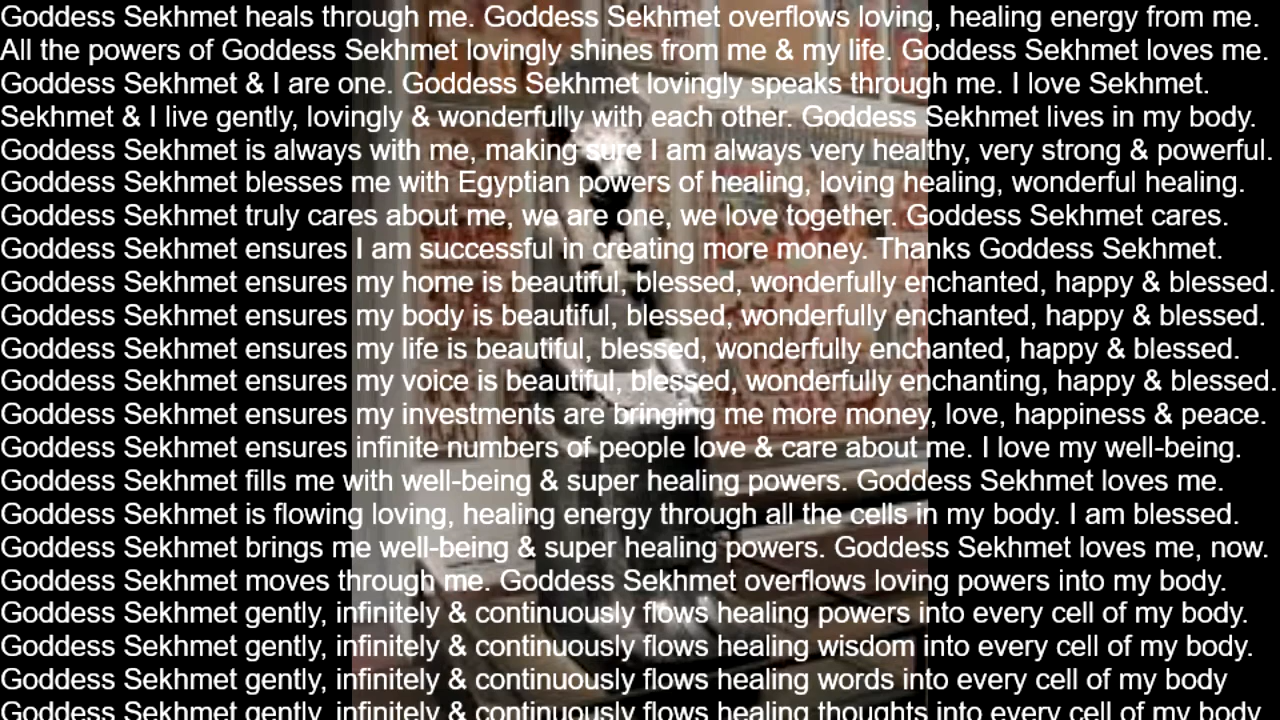 Goddess Sekhmet heals through me. Goddess Sekhmet overflows loving, healing energy from me.
All the powers of Goddess Sekhmet lovingly shines from me & my life. Goddess Sekhmet loves me.
Goddess Sekhmet & I are one. Goddess Sekhmet lovingly speaks through me. I love Sekhmet.
Sekhmet & I live gently, lovingly & wonderfully with each other. Goddess Sekhmet lives in my body.
Goddess Sekhmet is always with me, making sure I am always very healthy, very strong & powerful.
Goddess Sekhmet blesses me with Egyptian powers of healing, loving healing, wonderful healing.
Goddess Sekhmet truly cares about me, we are one, we love together. Goddess Sekhmet cares.
Goddess Sekhmet ensures I am successful in creating more money. Thanks Goddess Sekhmet.
Goddess Sekhmet ensures my home is beautiful, blessed, wonderfully enchanted, happy & blessed.
Goddess Sekhmet ensures my body is beautiful, blessed, wonderfully enchanted, happy & blessed.
Goddess Sekhmet ensures my life is beautiful, blessed, wonderfully enchanted, happy & blessed.
Goddess Sekhmet ensures my voice is beautiful, blessed, wonderfully enchanting, happy & blessed.
Goddess Sekhmet ensures my investments are bringing me more money, love, happiness & peace.
Goddess Sekhmet ensures infinite numbers of people love & care about me. I love my well-being.
Goddess Sekhmet fills me with well-being & super healing powers. Goddess Sekhmet loves me.
Goddess Sekhmet is flowing loving, healing energy through all the cells in my body. I am blessed.
Goddess Sekhmet brings me well-being & super healing powers. Goddess Sekhmet loves me, now.
Goddess Sekhmet moves through me. Goddess Sekhmet overflows loving powers into my body.
Goddess Sekhmet gently, infinitely & continuously flows healing powers into every cell of my body.
Goddess Sekhmet gently, infinitely & continuously flows healing wisdom into every cell of my body.
Goddess Sekhmet gently, infinitely & continuously flows healing words into every cell of my body
Goddess Sekhmet gently, infinitely & continuously flows healing thoughts into every cell of my body